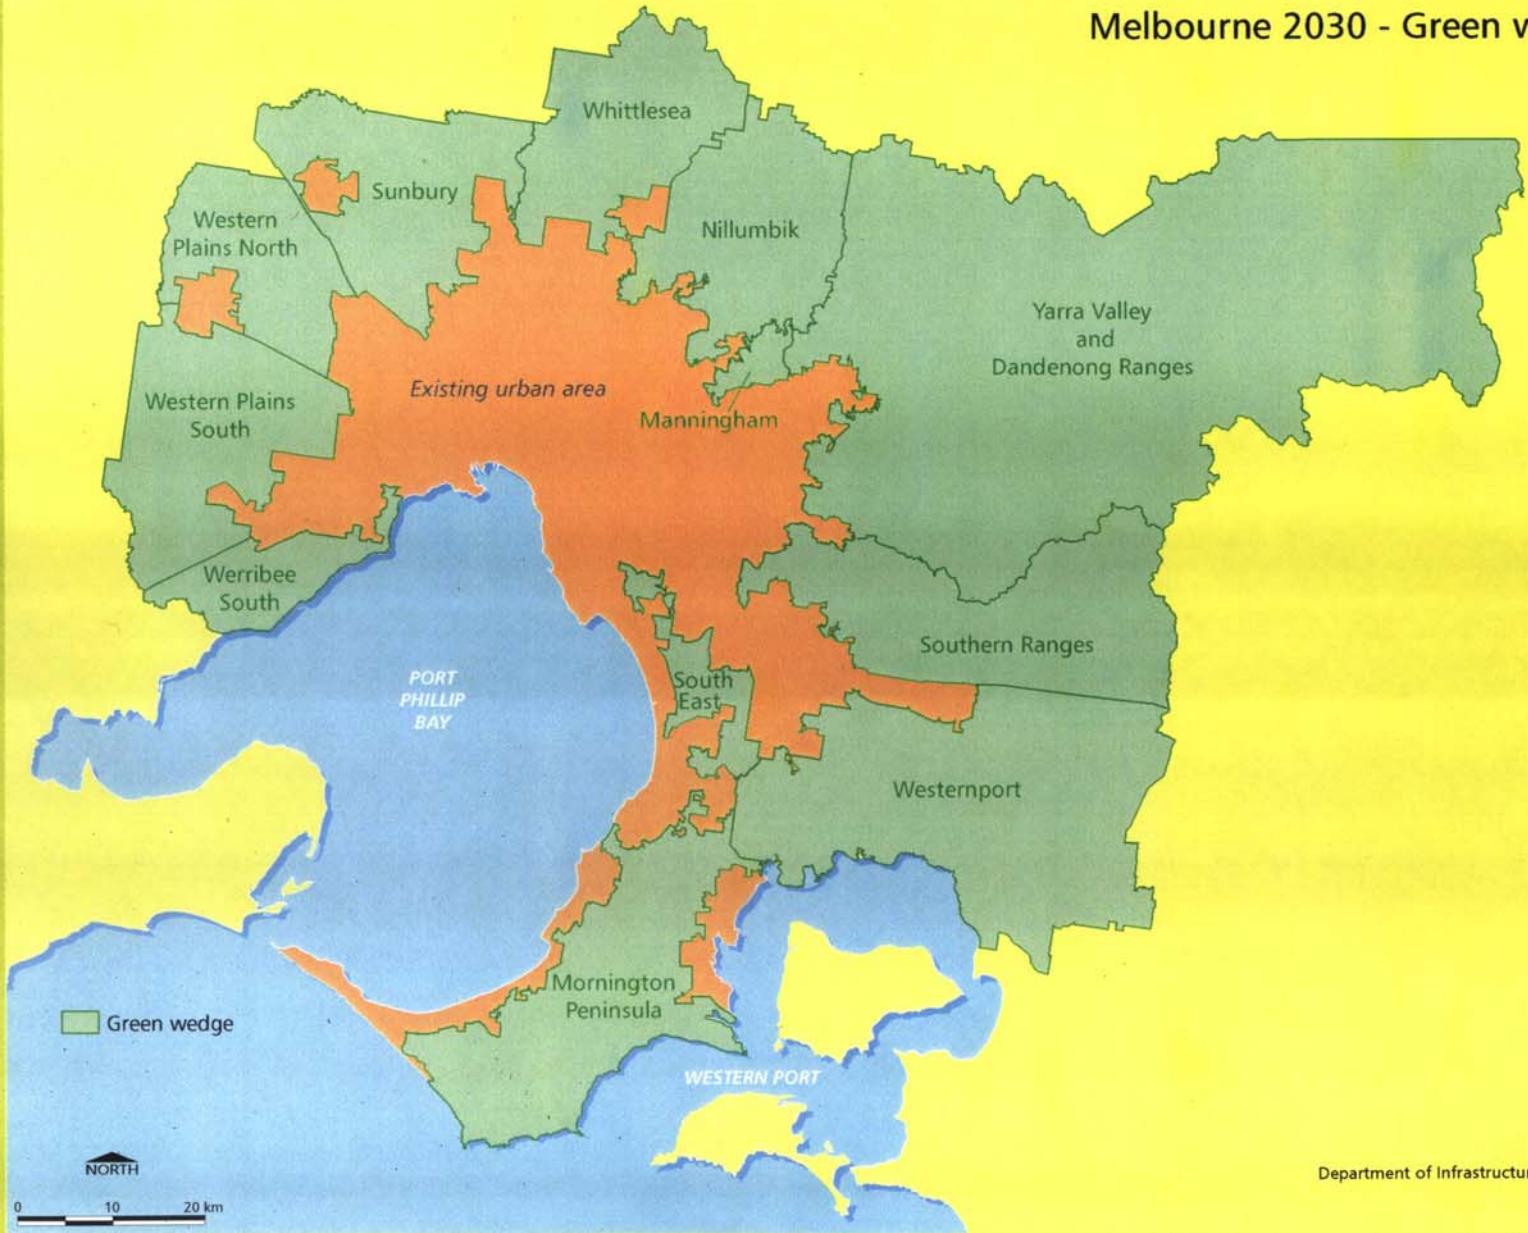 Melbourne 2030 - Green
Whittlesea
Sunbury
Western
Plains North
Nillumbik
Yarra Valley
and
Dandenong Ranges
Existing urban area
Western Plains
South
Manningham
Werribee
South
Southern Ranges
PORT
PHILLIP
BAY
South
East
Westernport
Mornington
Peninsula
Green wedge
WESTERN PORT
NORTH
Department of
0 10 20 km